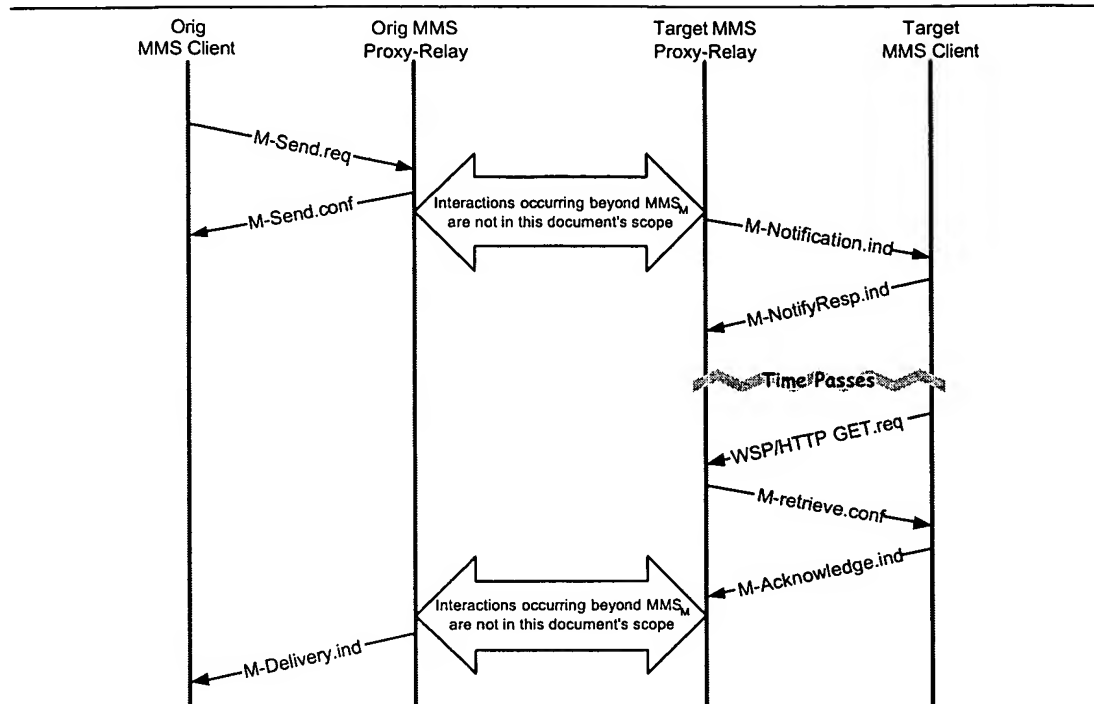 Orig
MMS Client
Orig MMS
Proxy-Relay
Target MMS
Proxy-Relay
Target
MMS Client
M-Send.req
M-Send.conf
Interactions occurring beyond MMSM
are not in this document's scope
M-Notification.ind
M-NotifyResp.ind
Time Passes
WSP/HTTP GET.req
M-retrieve.conf
M-Acknowledge.ind
Interactions occurring beyond MMSM
are not in this document's scope
M-Delivery.ind